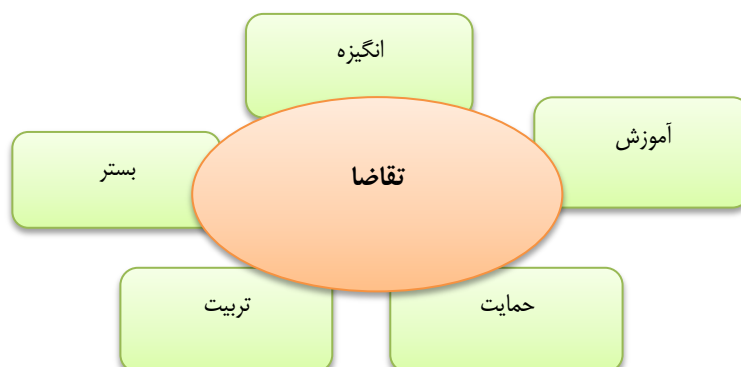 انگیزه
آموزش
بستر
تقاضا
تربیت
حمایت